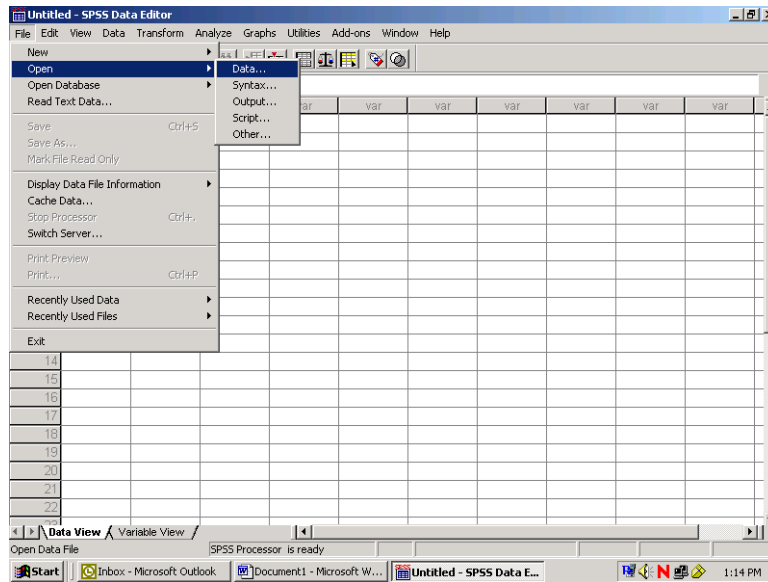 Untitled - SPSS Data Editor
File Edit View Data Transform Analyze Graphs Utilities Add-ons Window Help
New
Open
Open Database
Read Text Data...
Save Ctrl+S
Save As...
Mark File Read Only
Display Data File Information
Cache Data...
Stop Processor Ctrl+.
Switch Server...
Print Preview
Print... Ctrl+P
Recently Used Data
Recently Used Files
Exit
Data...
Syntax...
Output...
Script...
Other...
var var var var var var
14
15
16
17
18
19
20
21
22
Data View Variable View
Open Data File SPSS Processor is ready
Start Inbox - Microsoft Outlook Document1 - Microsoft W... Untitled - SPSS Data E... 1:14 PM